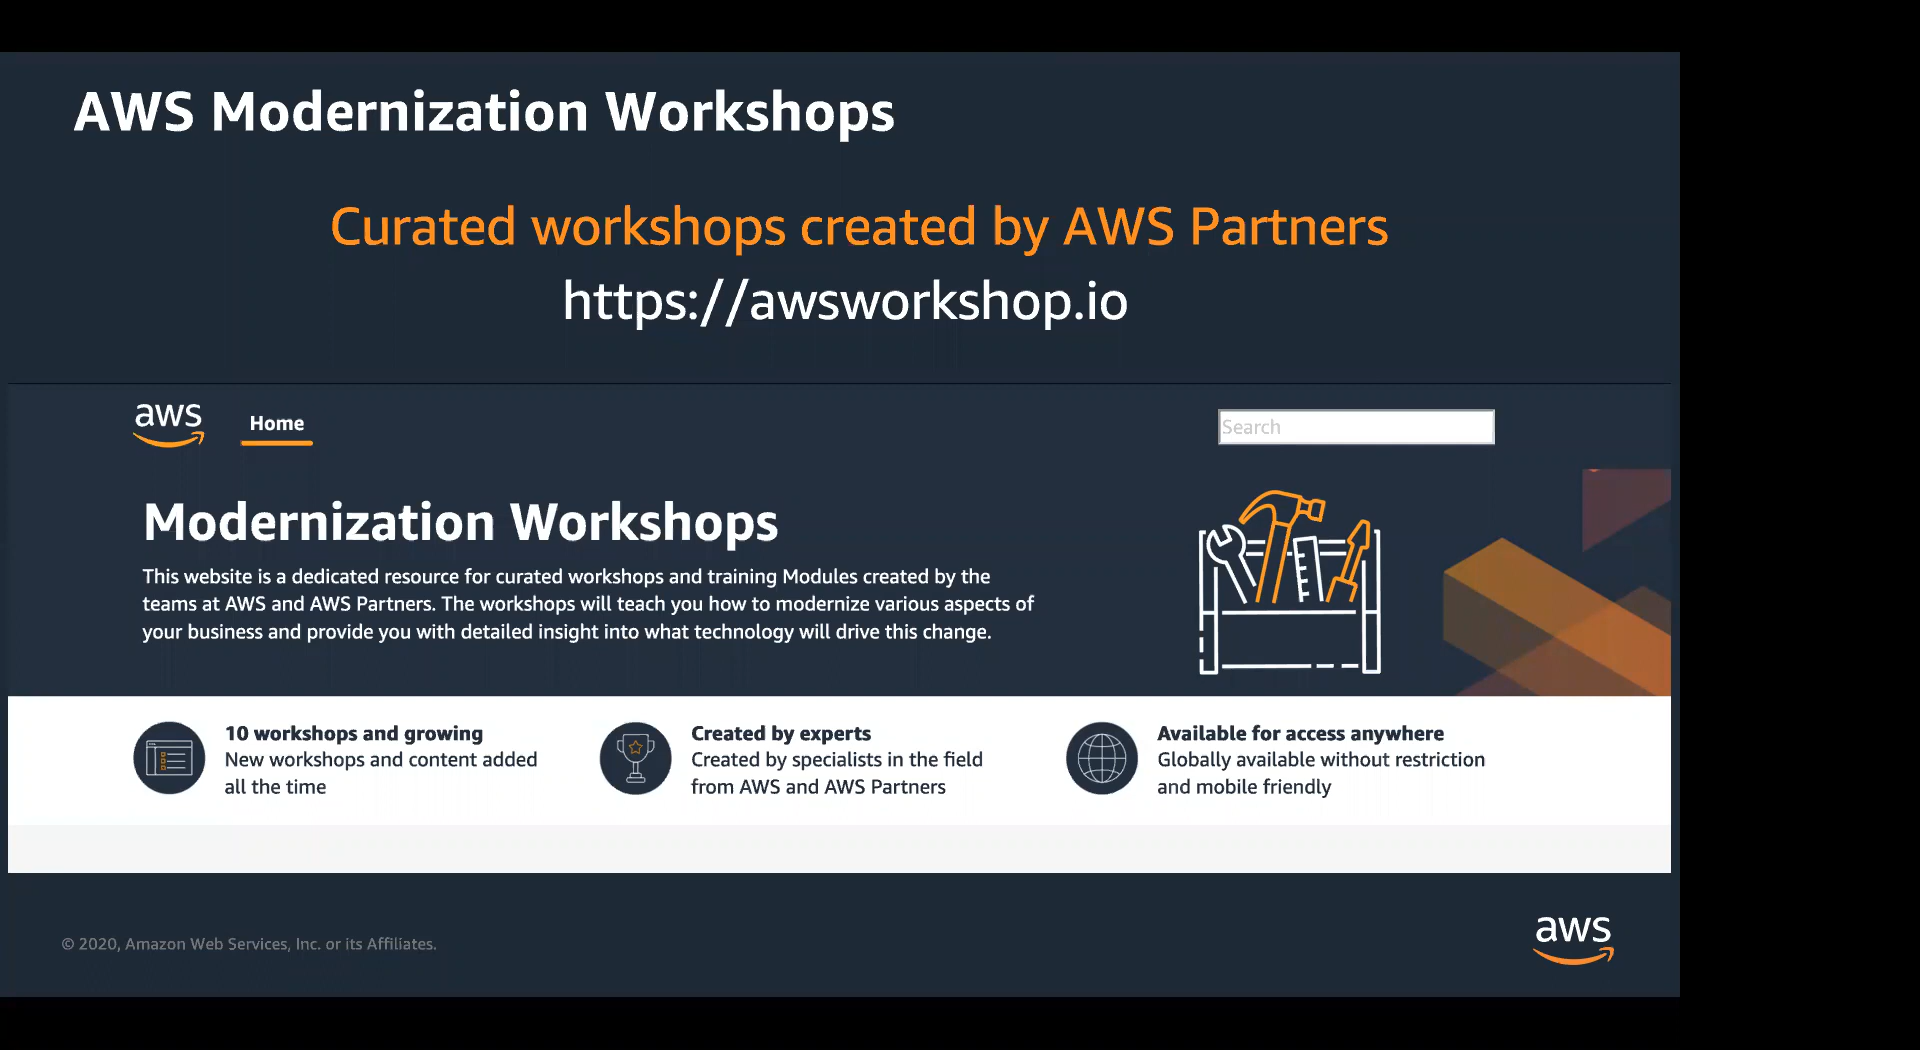 AWS Modernization Workshops
Curated workshops created by AWS Partners
https://awsworkshop.io
aws
Home
Search
Modernization Workshops
This website is a dedicated resource for curated workshops and training Modules created by the
teams at AWS and AWS Partners. The workshops will teach you how to modernize various aspects of
your business and provide you with detailed insight into what technology will drive this change.
10 workshops and growing
New workshops and content added
all the time
Created by experts
Created by specialists in the field
from AWS and AWS Partners
Available for access anywhere
Globally available without restriction
and mobile friendly
© 2020, Amazon Web Services, Inc. or its Affiliates.
aws